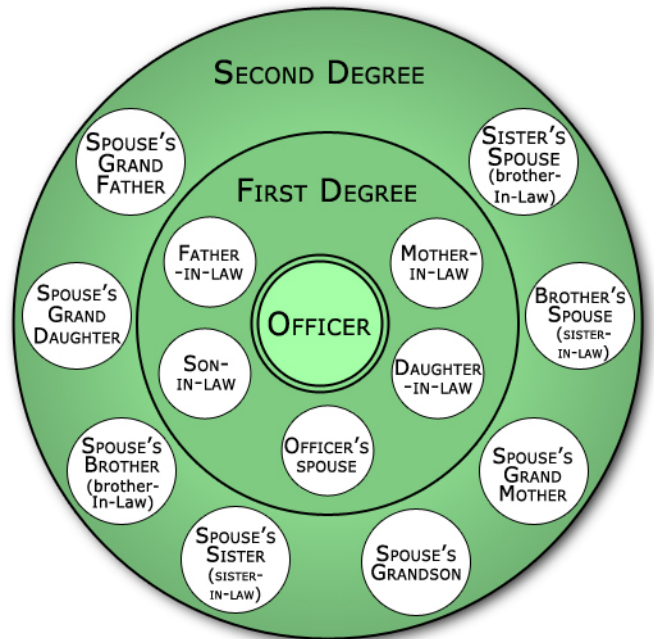 SECOND DEGREE
SPOUSE'S
GRAND
FATHER
SISTER'S
SPOUSE
(brother-
In-Law)
FIRST DEGREE
FATHER
-IN-LAW
MOTHER-
IN-LAW
SPOUSE'S
GRAND
DAUGHTER
OFFICER
BROTHER'S
SPOUSE
(SISTER-
IN-LAW)
SON-
IN-LAW
DAUGHTER
-IN-LAW
SPOUSE'S
BROTHER
(brother-
In-Law)
OFFICER'S
SPOUSE
SPOUSE'S
GRAND
MOTHER
SPOUSE'S
SISTER
(SISTER-
IN-LAW)
SPOUSE'S
GRANDSON